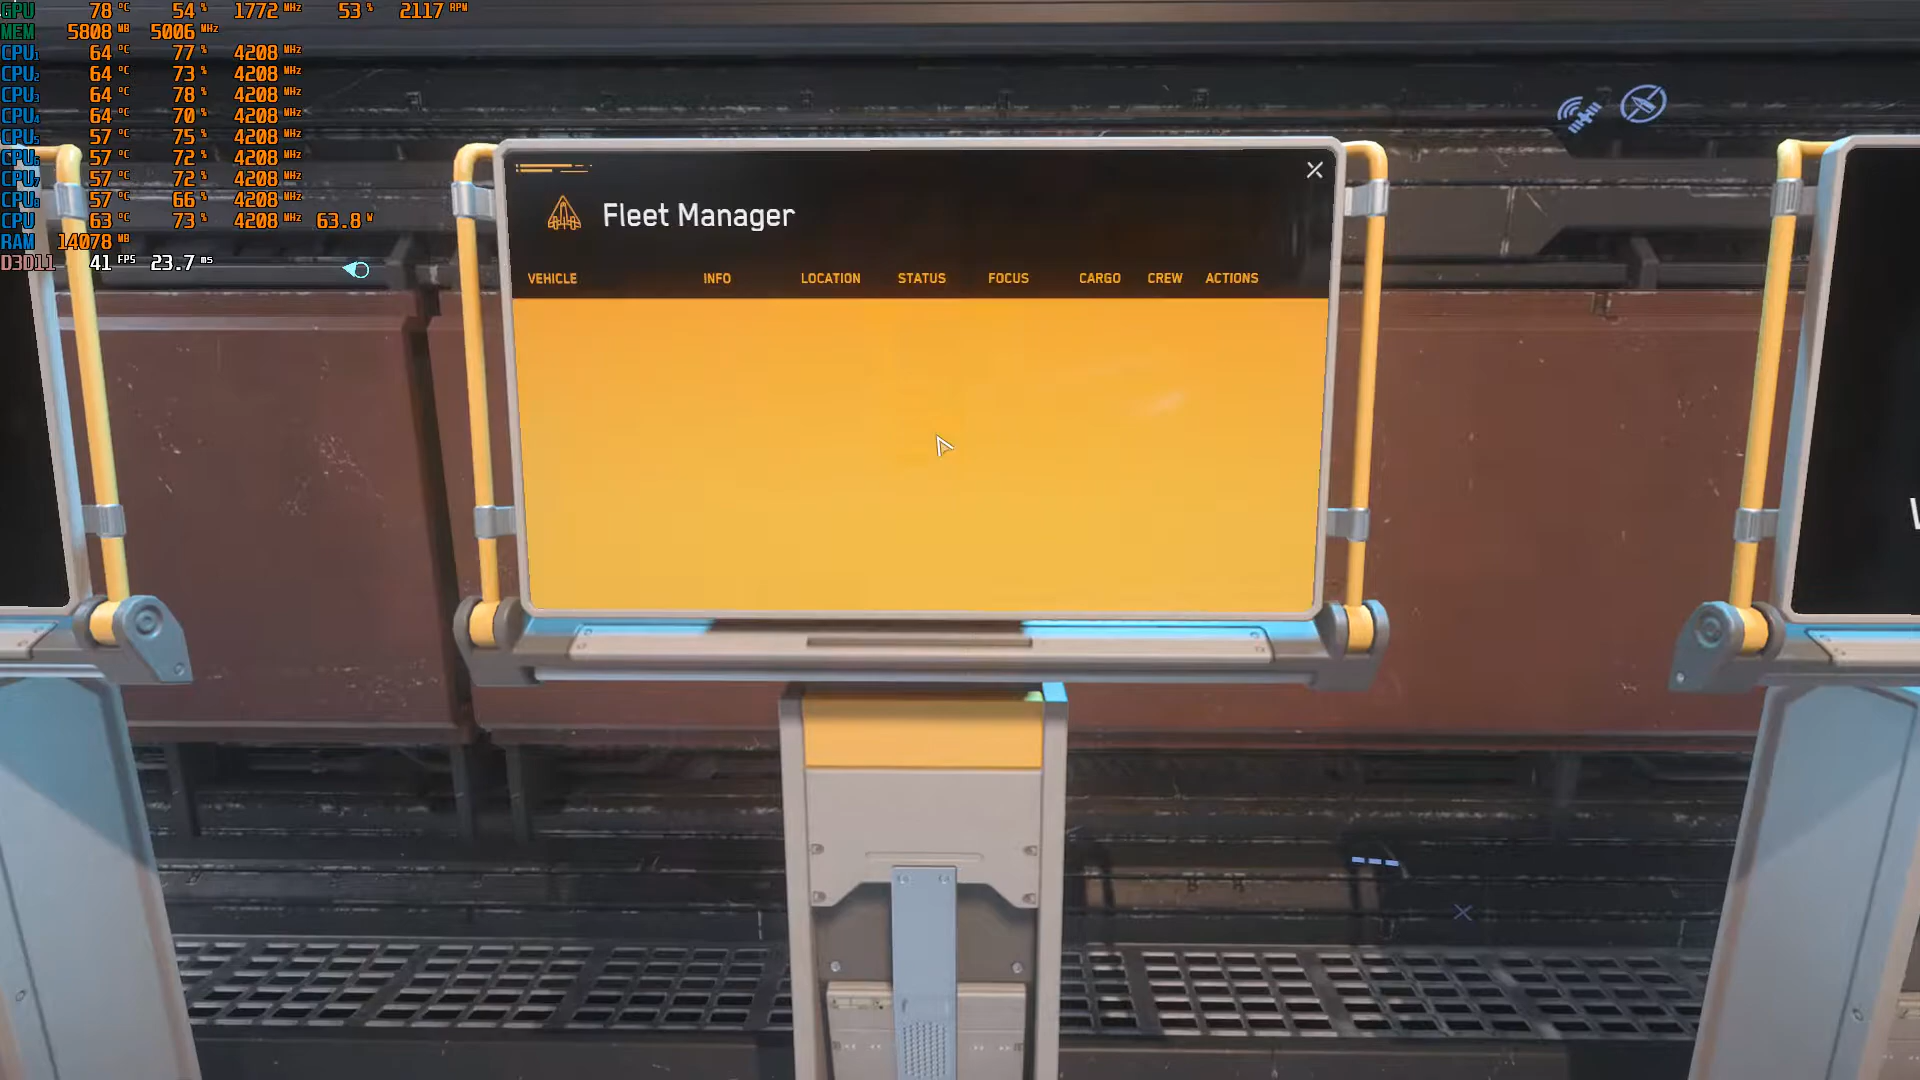 GPU 78 °C 54 % 1772 MHz 53 % 2117 RPM
MEM 5808 MB 5006 MHz
CPU1 64 °C 77 % 4208 MHz
CPU2 64 °C 73 % 4208 MHz
CPU3 64 °C 78 % 4208 MHz
CPU4 64 °C 70 % 4208 MHz
CPU5 57 °C 75 % 4208 MHz
CPU6 57 °C 72 % 4208 MHz
CPU7 57 °C 72 % 4208 MHz
CPU8 57 °C 66 % 4208 MHz
CPU 63 °C 73 % 4208 MHz 63.8 W
RAM 14078 MB
D3D11 41 FPS 23.7 ms
Fleet Manager
VEHICLE INFO LOCATION STATUS FOCUS CARGO CREW ACTIONS